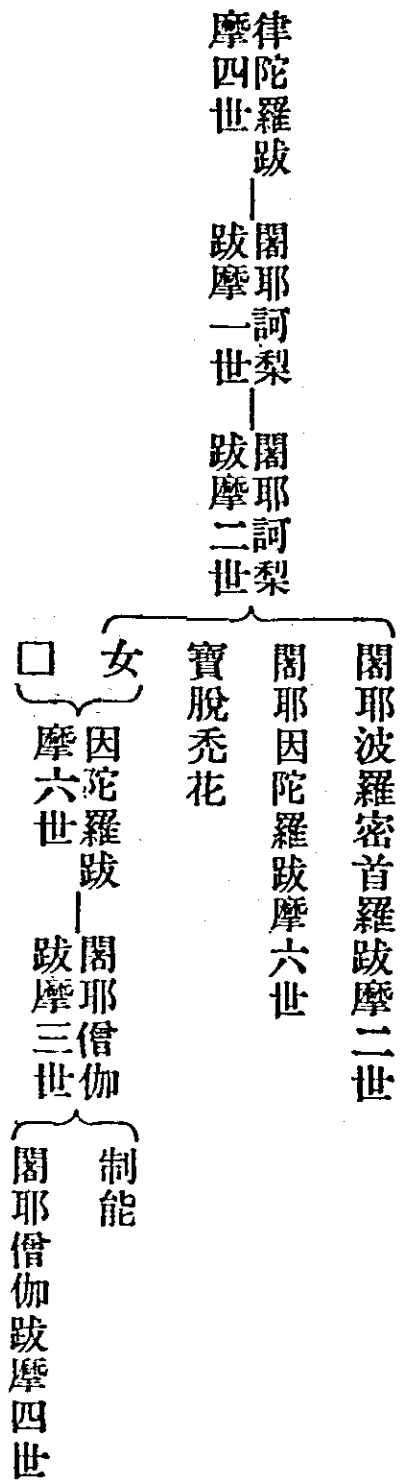 律陀羅跋
摩四世
闍耶訶梨
跋摩一世
闍耶訶梨
跋摩二世
闍耶波羅密首羅跋摩二世
闍耶因陀羅跋摩六世
寶脫禿花
女
□
因陀羅跋
摩六世
闍耶僧伽
跋摩三世
制能
闍耶僧伽跋摩四世